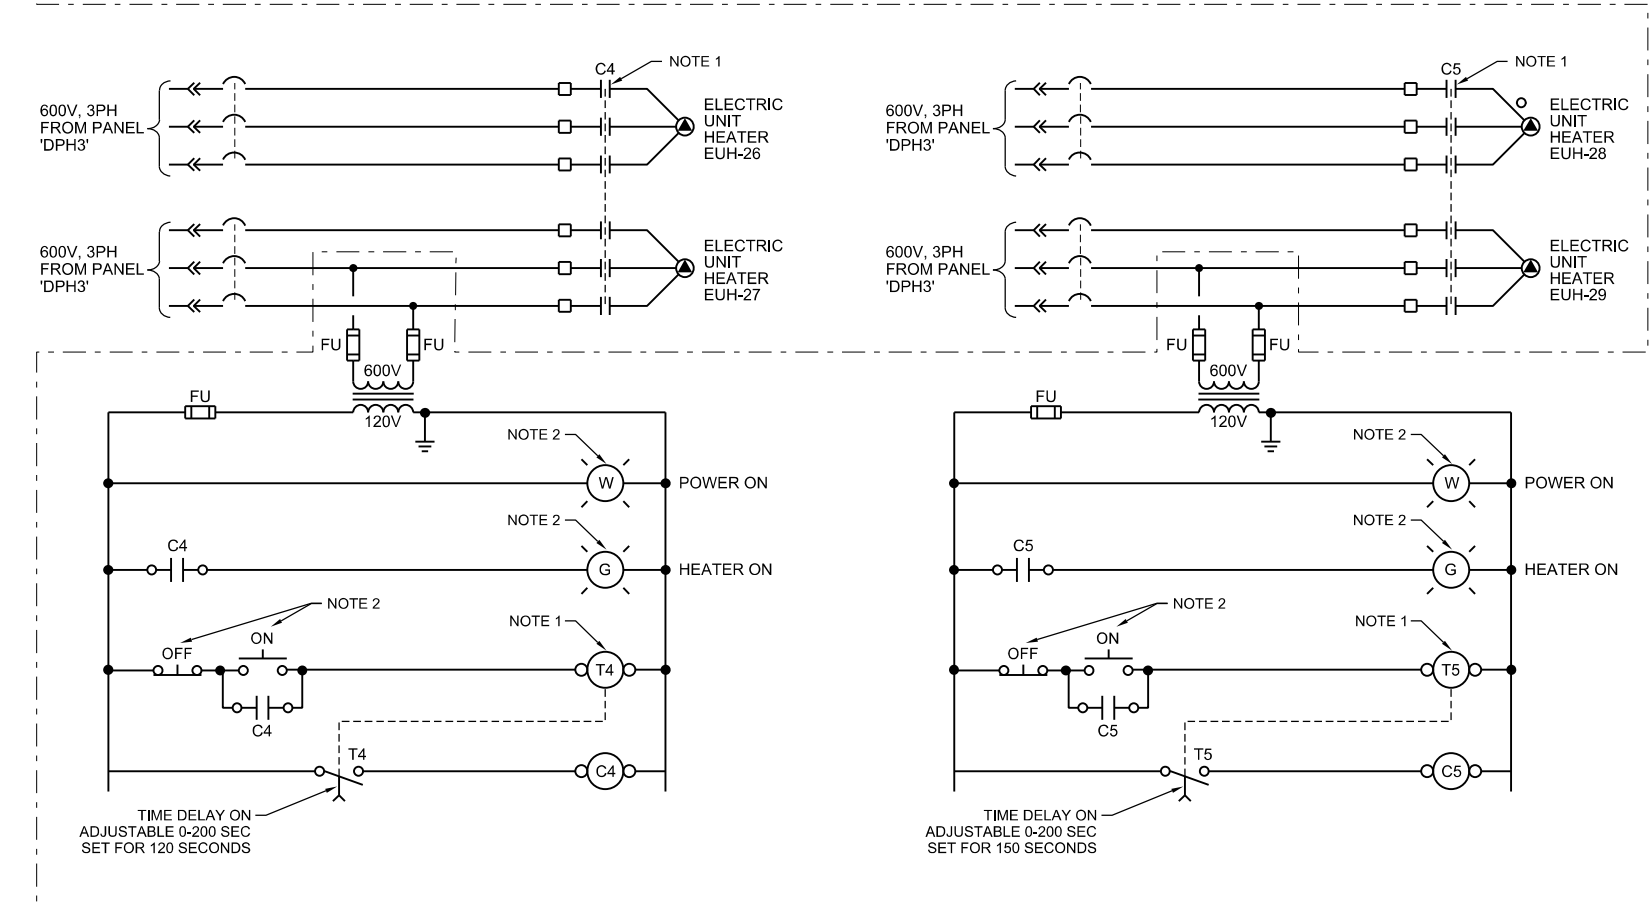 C4
NOTE 1
600V, 3PH
FROM PANEL
'DPH3'
ELECTRIC
UNIT
HEATER
EUH-26
600V, 3PH
FROM PANEL
'DPH3'
ELECTRIC
UNIT
HEATER
EUH-27
FU
FU
600V
120V
FU
NOTE 2
W
POWER ON
NOTE 2
C4
G
HEATER ON
NOTE 2
NOTE 1
ON
OFF
T4
C4
T4
C4
TIME DELAY ON
ADJUSTABLE 0-200 SEC
SET FOR 120 SECONDS
C5
NOTE 1
600V, 3PH
FROM PANEL
'DPH3'
ELECTRIC
UNIT
HEATER
EUH-28
600V, 3PH
FROM PANEL
'DPH3'
ELECTRIC
UNIT
HEATER
EUH-29
FU
FU
600V
120V
FU
NOTE 2
W
POWER ON
NOTE 2
C5
G
HEATER ON
NOTE 2
NOTE 1
ON
OFF
T5
C5
T5
C5
TIME DELAY ON
ADJUSTABLE 0-200 SEC
SET FOR 150 SECONDS